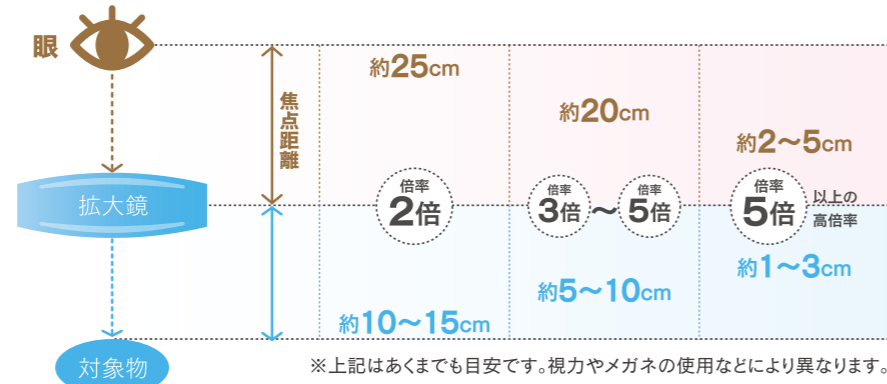 眼
焦点距離
約25cm
約20cm
約2〜5cm
拡大鏡
倍率
2倍
倍率
3倍
〜
倍率
5倍
倍率
5倍
以上の
高倍率
約10〜15cm
約5〜10cm
約1〜3cm
対象物
※上記はあくまでも目安です。視力やメガネの使用などにより異なります。